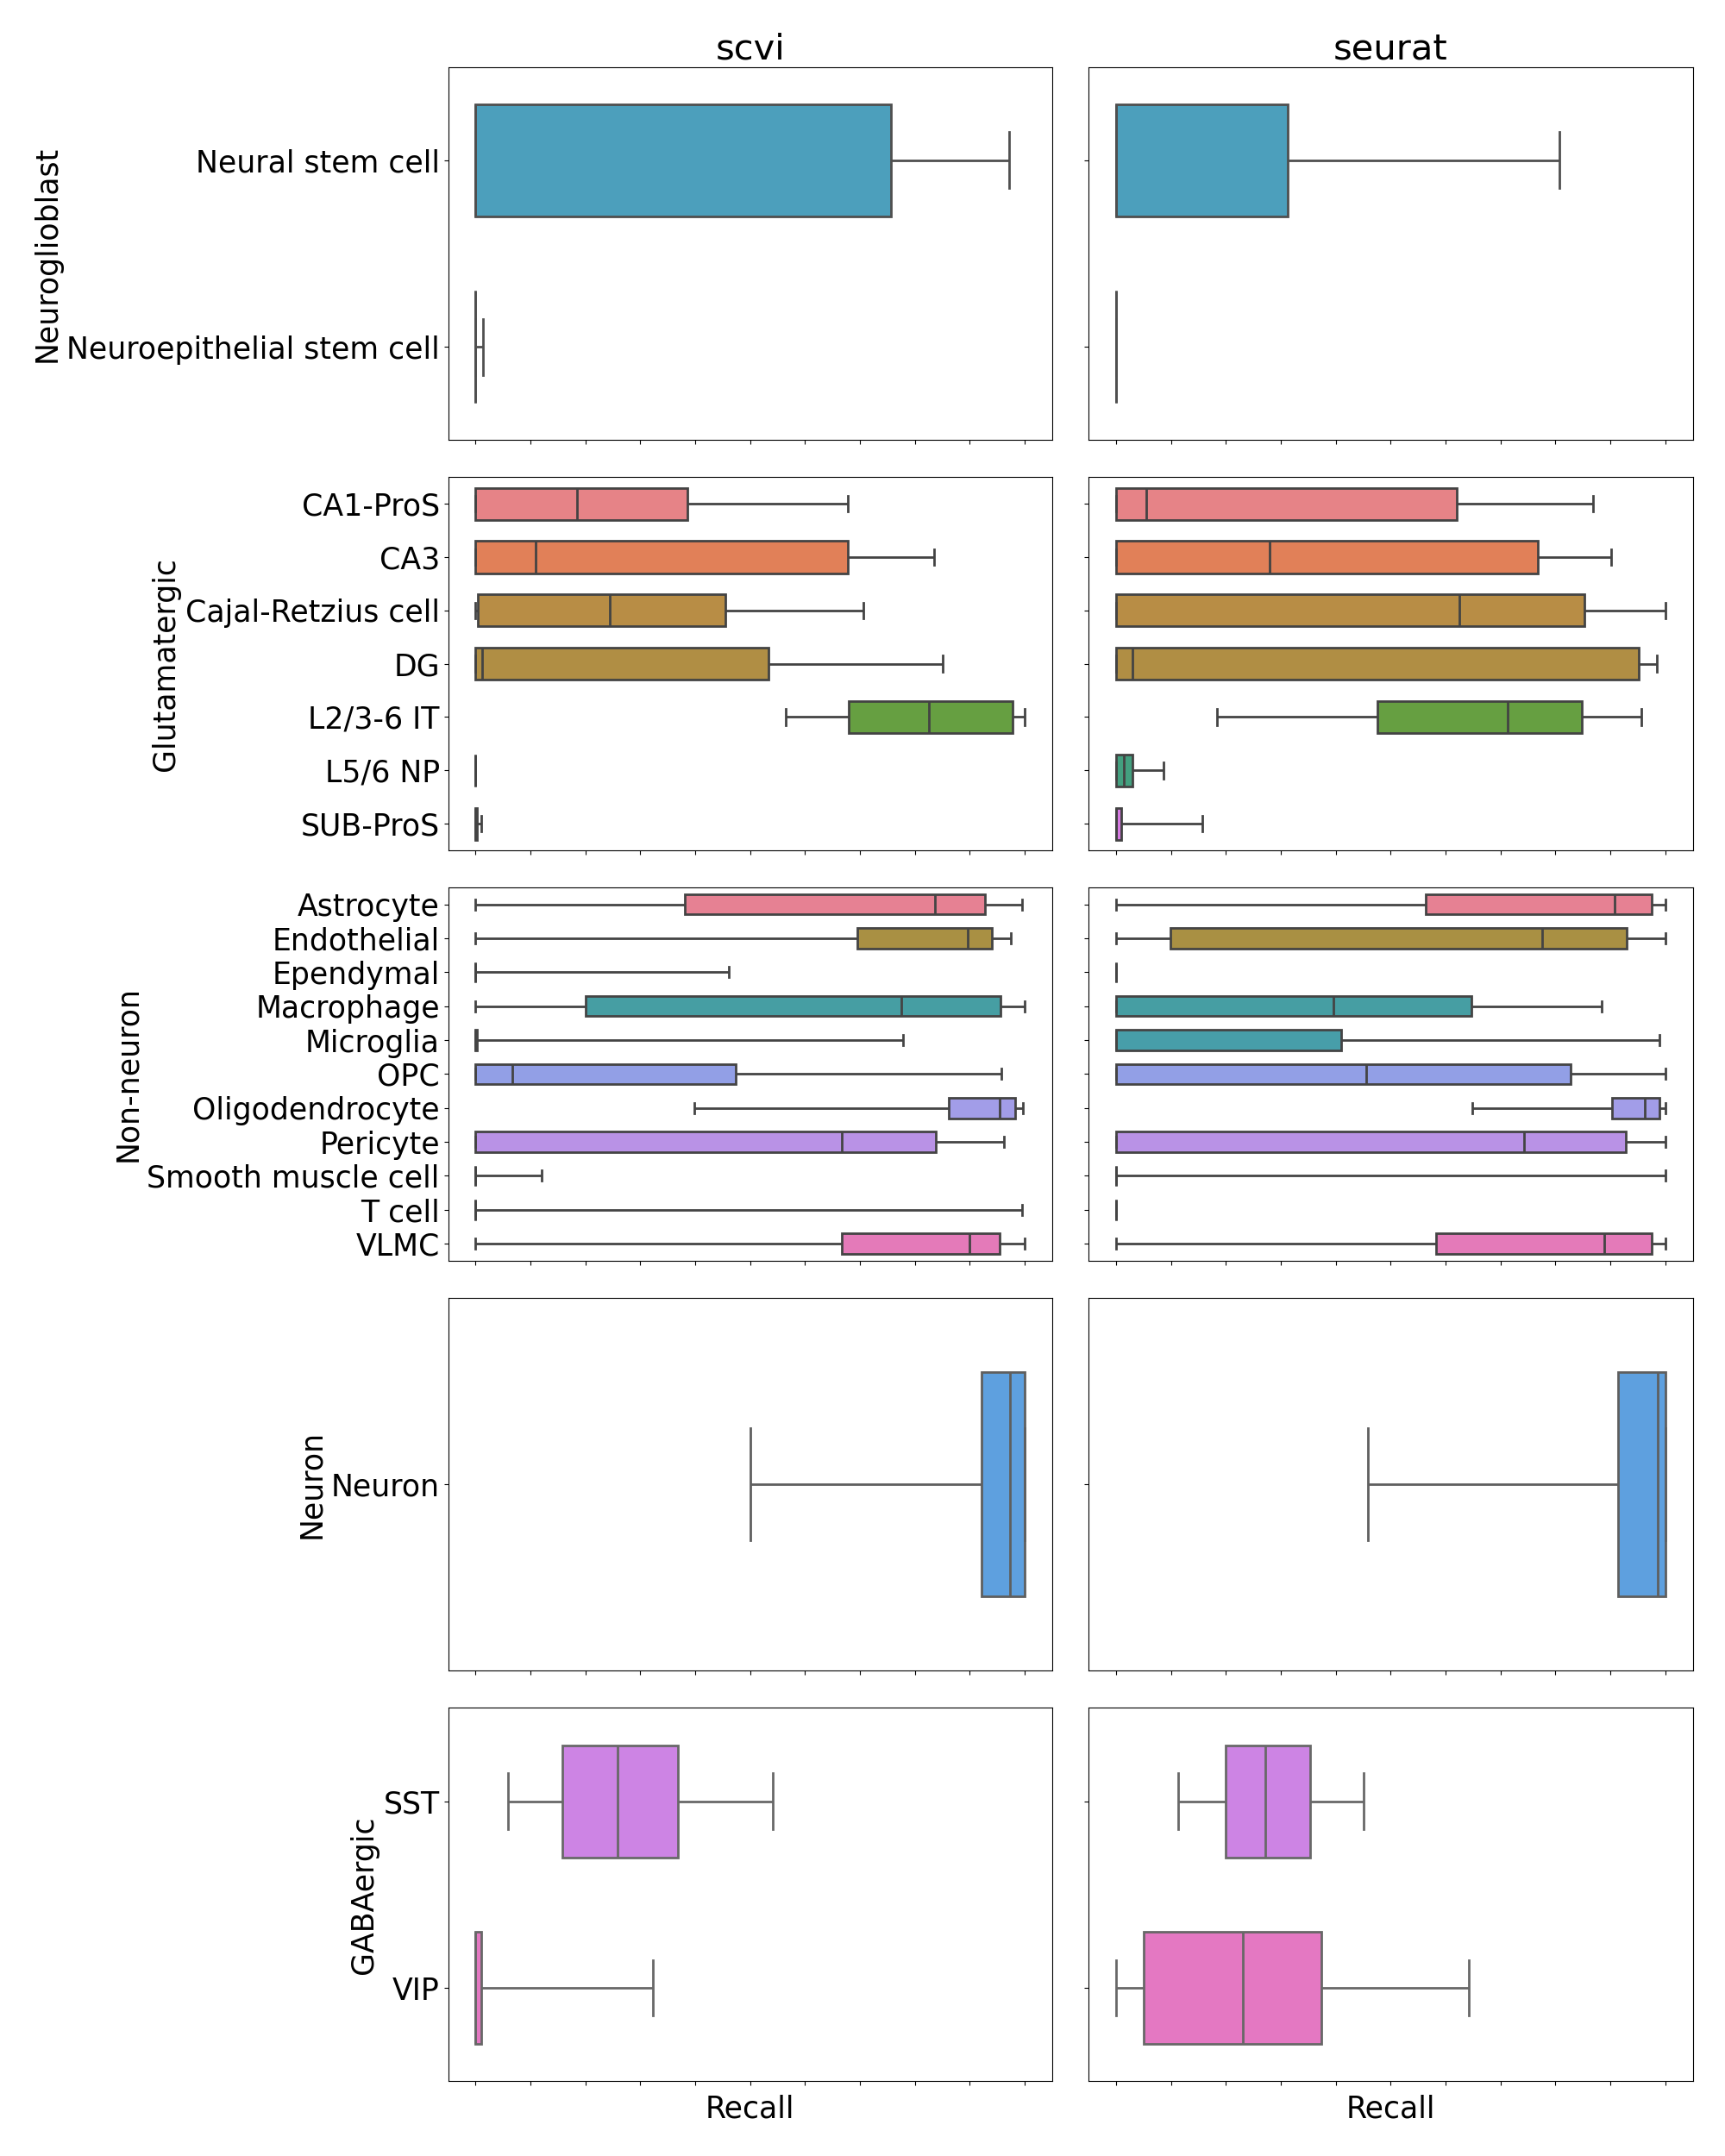 scvi
seurat
Neuroglioblast
Neural stem cell
Neuroepithelial stem cell
Glutamatergic
CA1-ProS
CA3
Cajal-Retzius cell
DG
L2/3-6 IT
L5/6 NP
SUB-ProS
Non-neuron
Astrocyte
Endothelial
Ependymal
Macrophage
Microglia
OPC
Oligodendrocyte
Pericyte
Smooth muscle cell
T cell
VLMC
Neuron
Neuron
GABAergic
SST
VIP
Recall
Recall